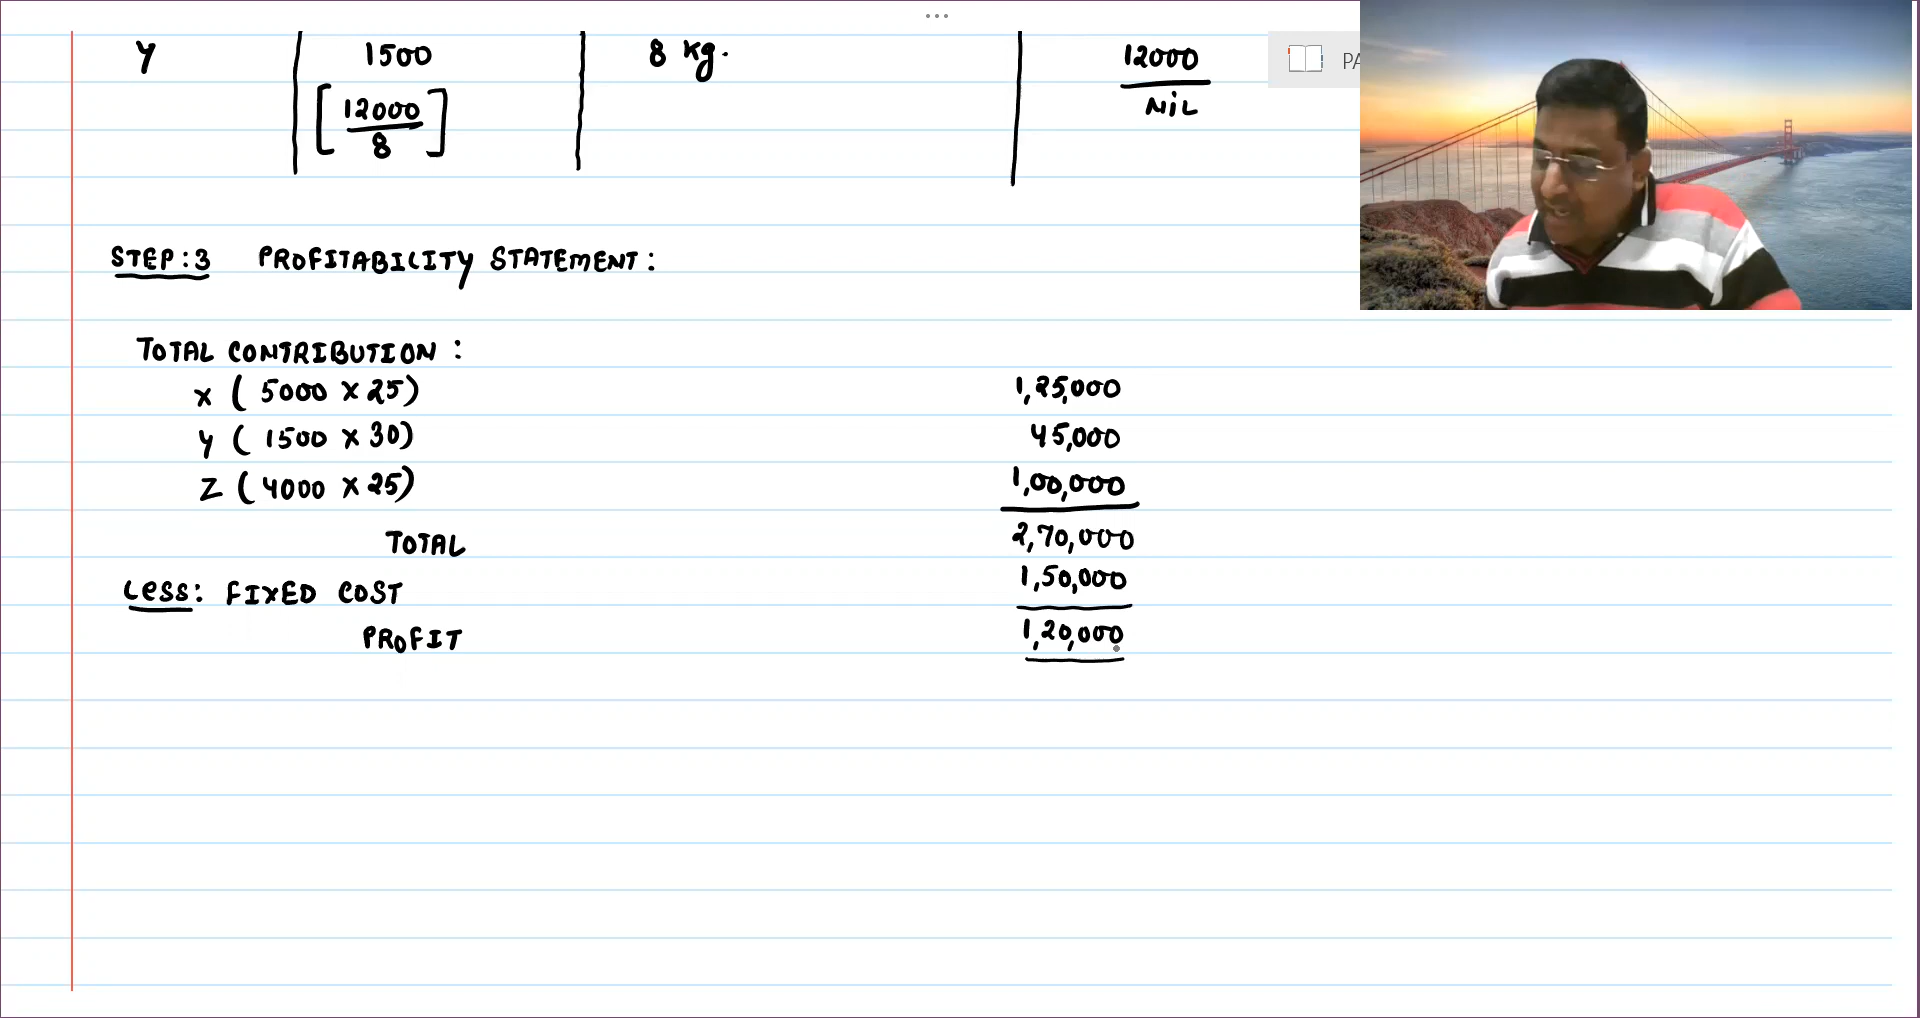 y 1500 8 kg. 12000 PA
[12000/8] NiL
STEP:3 PROFITABILITY STATEMENT:
TOTAL CONTRIBUTION:
X (5000 X 25) 1,25,000
y (1500 X 30) 45,000
Z (4000 X 25) 1,00,000
TOTAL 2,70,000
Less: FIXED COST 1,50,000
PROFIT 1,20,000